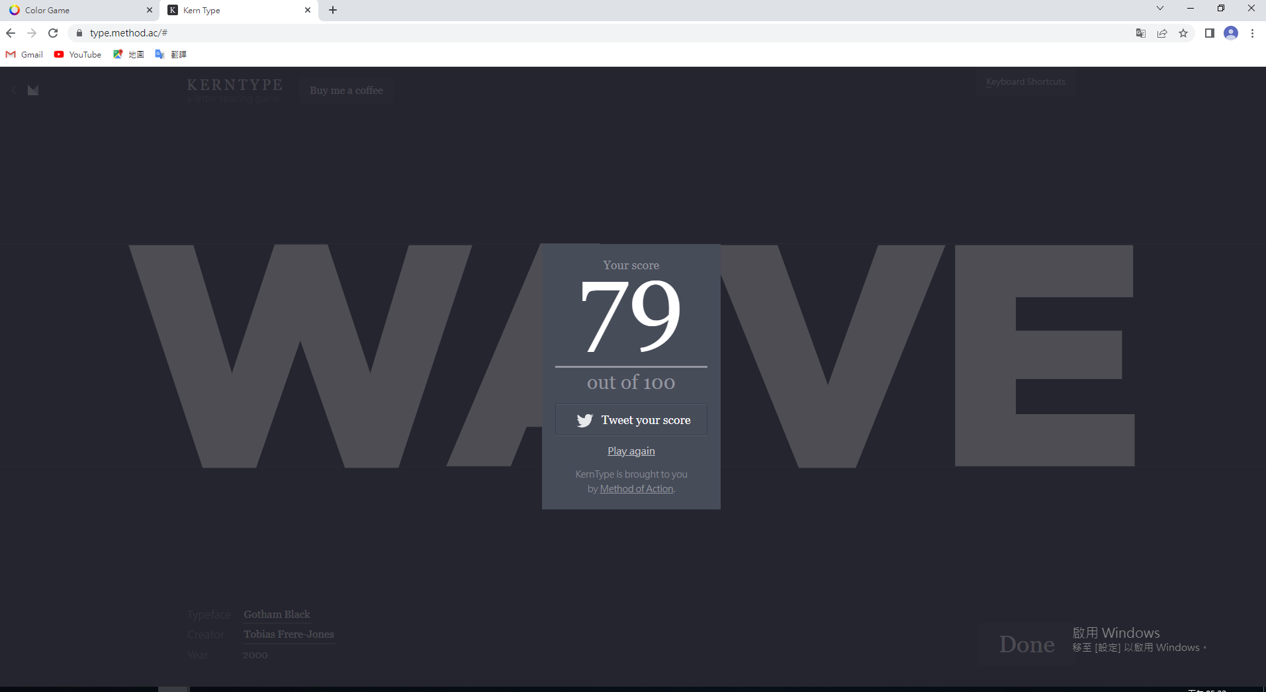 Color Game
K Kern Type
type.method.ac/#
Gmail YouTube 地圖 翻譯
KERNTYPE
Buy me a coffee
Keyboard Shortcuts
WAVE
Your score
79
out of 100
Tweet your score
Play again
KernType is brought to you
by Method of Action.
Typeface Gotham Black
Creator Tobias Frere-Jones
Year 2000
Done
啟用 Windows
移至 [設定] 以啟用 Windows。